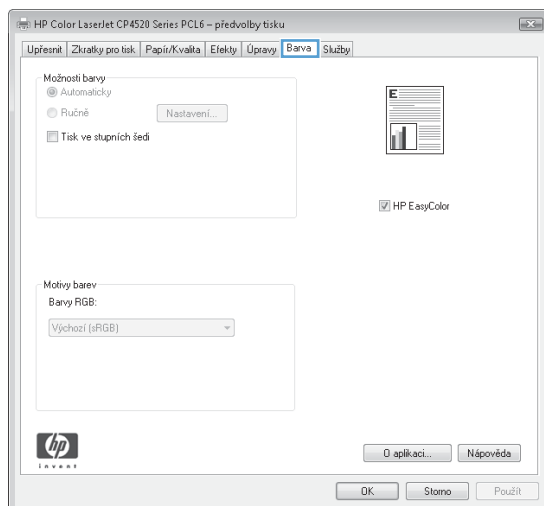 HP Color LaserJet CP4520 Series PCL6 – předvolby tisku
Upřesnit Zkratky pro tisk Papír/Kvalita Efekty Úpravy Barva Služby
Možnosti barvy
Automaticky
Ručně Nastavení...
Tisk ve stupních šedi
E
HP EasyColor
Motivy barev
Barvy RGB:
Výchozí (sRGB)
hp
invent
O aplikaci... Nápověda
OK Storno Použít